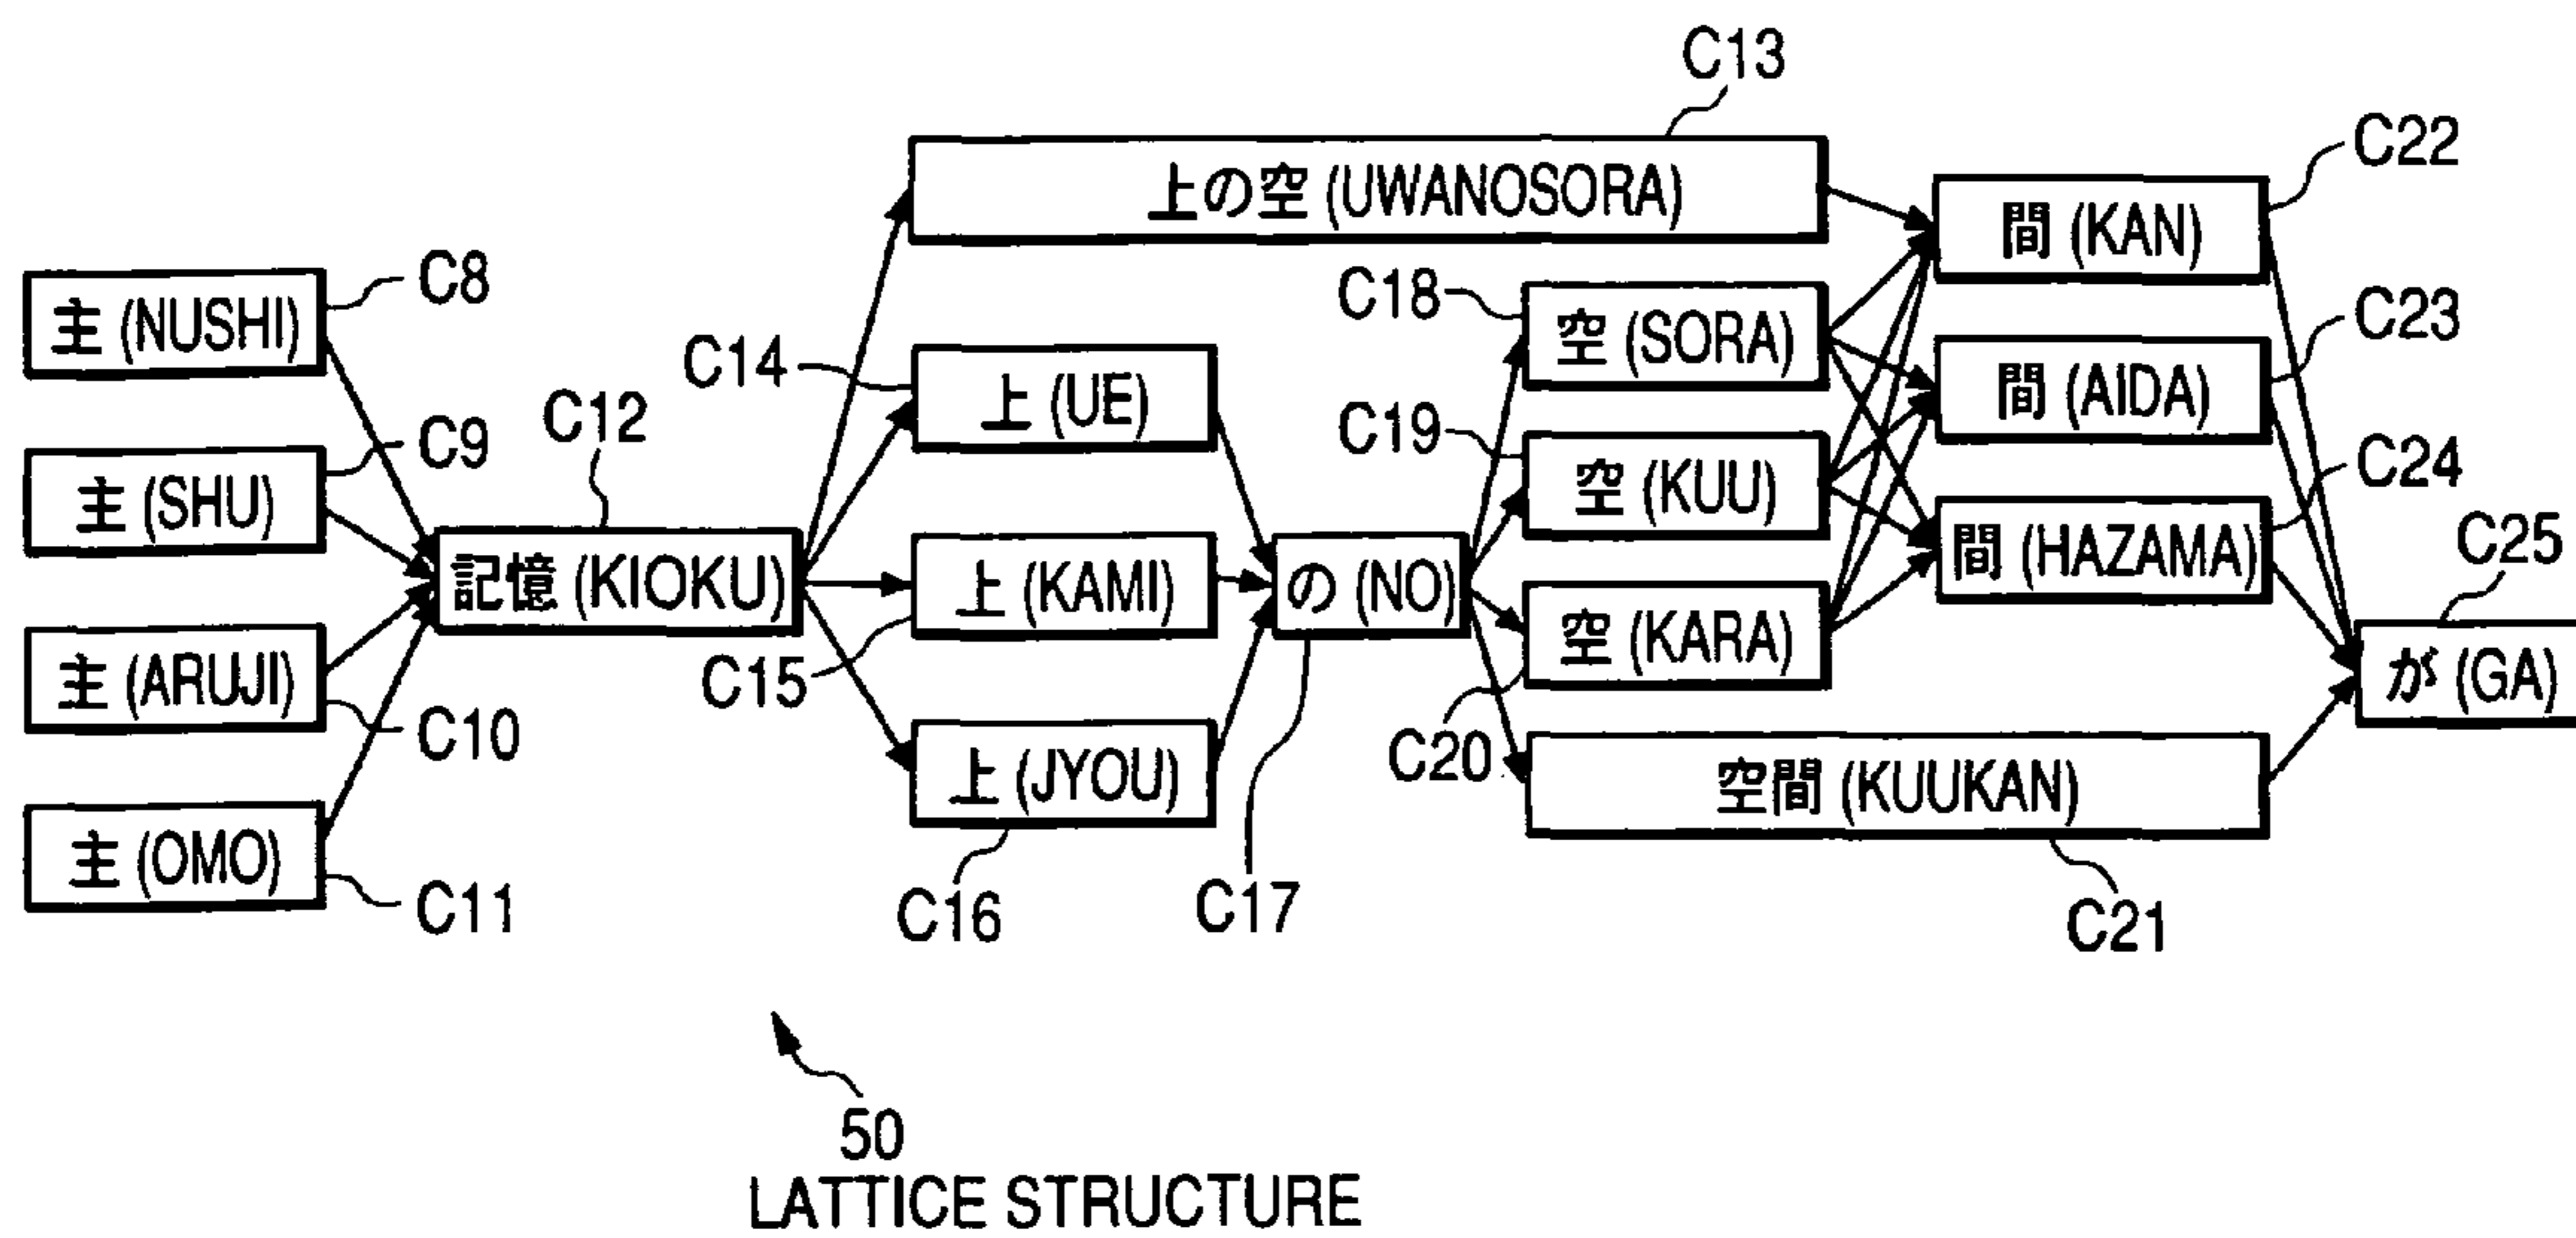 C13
C22
上の空 (UWANOSORA)
間 (KAN)
C8
主 (NUSHI)
C18
空 (SORA)
C23
C14
上 (UE)
間 (AIDA)
C12
C9
主 (SHU)
C19
空 (KUU)
C24
間 (HAZAMA)
C25
記憶 (KIOKU)
上 (KAMI)
の (NO)
空 (KARA)
C15
主 (ARUJI)
C10
が (GA)
C20
上 (JYOU)
空間 (KUUKAN)
主 (OMO)
C11
C16
C17
C21
50
LATTICE STRUCTURE